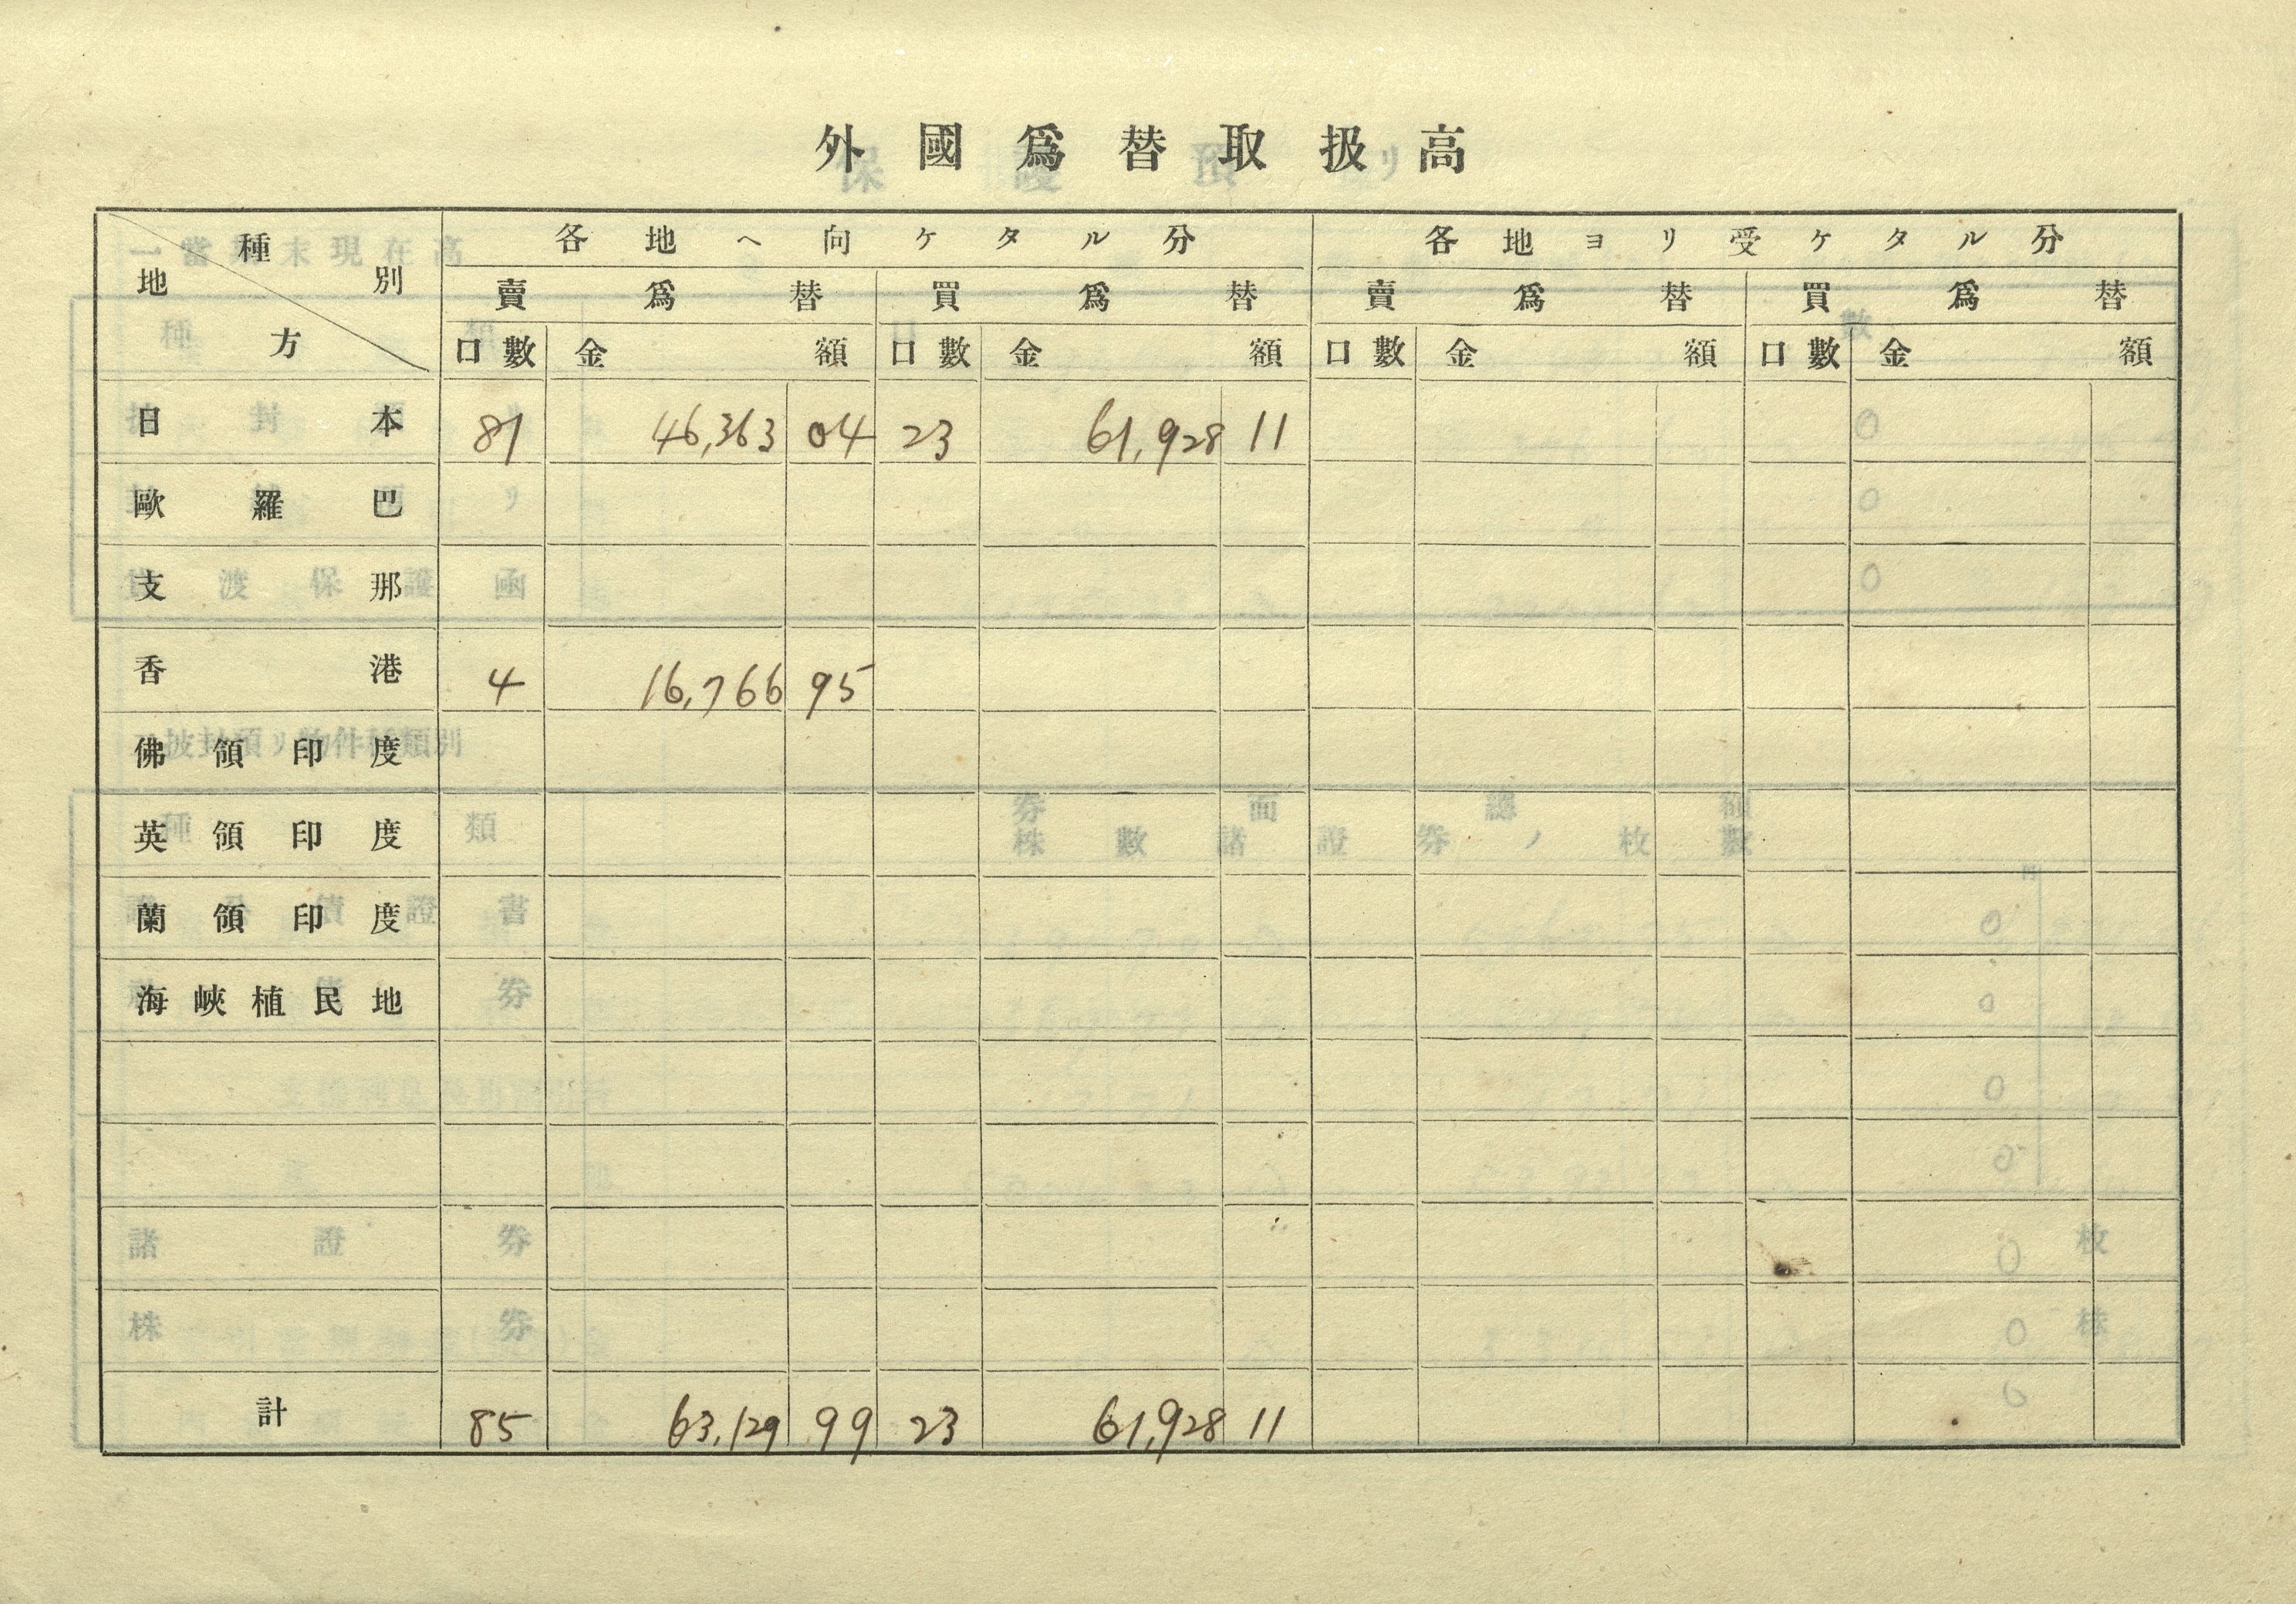 外國爲替取扱高
種別 地方 各地ヘ向ケタル分 各地ヨリ受ケタル分
賣爲替 買爲替 賣爲替 買爲替
口數 金額 口數 金額 口數 金額 口數 金額
日本 81 46,363 04 23 61,928 11
歐羅巴
支那
香港 4 16,766 95
佛領印度
英領印度
蘭領印度
海峽植民地
計 85 63,129 99 23 61,928 11